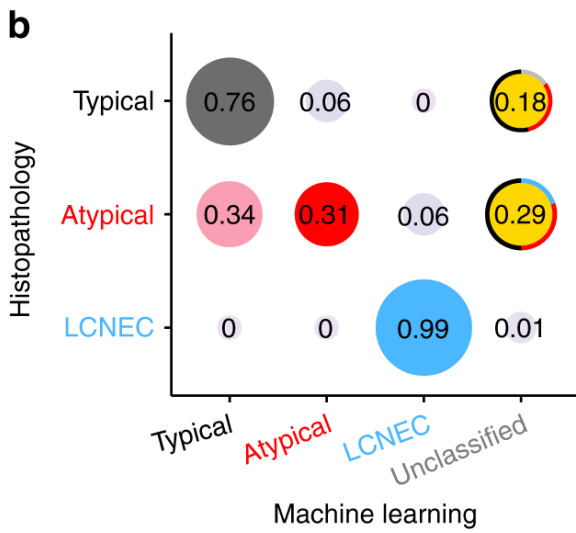 b
Histopathology
Typical 0.76 0.06 0 0.18
Atypical 0.34 0.31 0.06 0.29
LCNEC 0 0 0.99 0.01
Typical Atypical LCNEC Unclassified
Machine learning